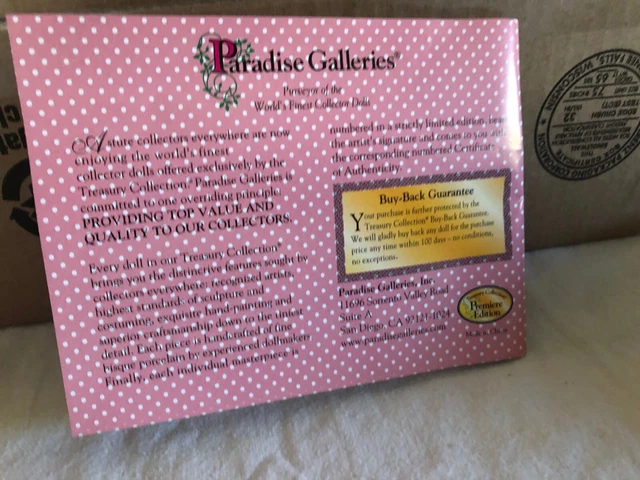 Paradise Galleries®
Purveyor of the
World's Finest Collector Dolls
Astute collectors everywhere are now
enjoying the world's finest
collector dolls offered exclusively by the
Treasury Collection. Paradise Galleries is
committed to one overriding principle:
PROVIDING TOP VALUE AND
QUALITY TO OUR COLLECTORS.
Every doll in our Treasury Collection®
brings you the distinctive features sought by
collectors everywhere: recognized artists,
highest standards of sculpture and
costuming, exquisite hand-painting and
superior craftsmanship down to the tiniest
detail. Each piece is handcrafted of fine
bisque porcelain by experienced dollmakers
Finally, each individual masterpiece is
numbered in a strictly limited edition, bears
the artist's signature and comes to you with
the corresponding numbered Certificate
of Authenticity.
Buy-Back Guarantee
Your purchase is further protected by the
Treasury Collection® Buy-Back Guarantee.
We will gladly buy back any doll for the purchase
price any time within 100 days – no conditions,
no exceptions.
Paradise Galleries, Inc.
11696 Sorrento Valley Road
Suite A
San Diego, CA 92121-1024
www.paradisegalleries.com
Treasury Collection
Premiere
Edition
Made in China
WISCONSIN